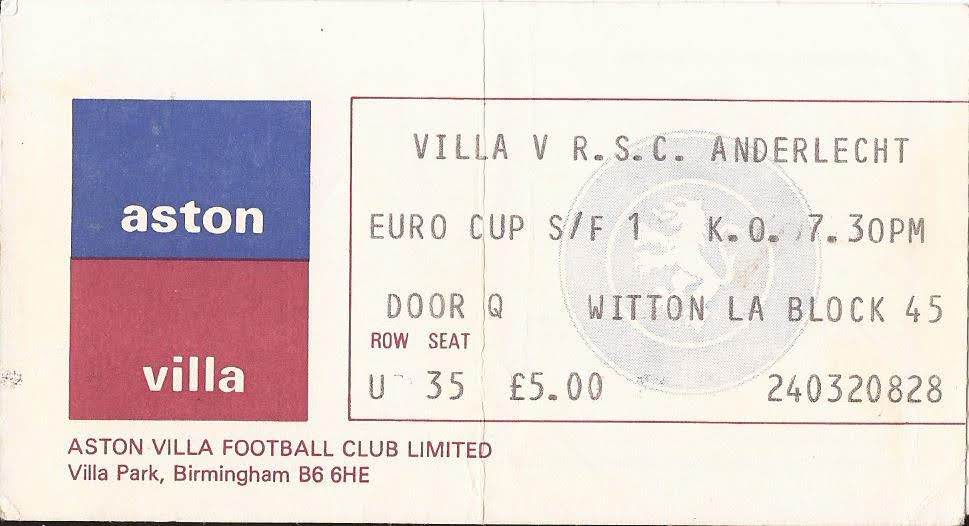 aston
villa
VILLA V R.S.C. ANDERLECHT
EURO CUP S/F 1 K.O. 7.30PM
DOOR Q WITTON LA BLOCK 45
ROW SEAT
U 35 £5.00 240320828
ASTON VILLA FOOTBALL CLUB LIMITED
Villa Park, Birmingham B6 6HE